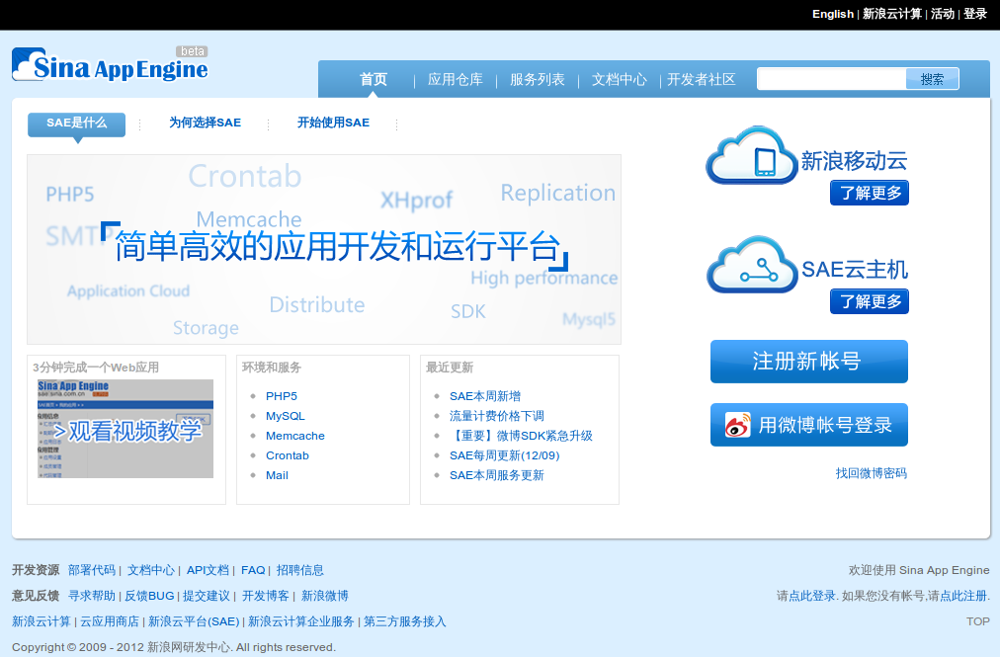 English | 新浪云计算 | 活动 | 登录
Sina App Engine beta
首页 | 应用仓库 | 服务列表 | 文档中心 | 开发者社区 搜索
SAE是什么 为何选择SAE 开始使用SAE
Crontab
PHP5 XHprof Replication
Memcache
SMTP
简单高效的应用开发和运行平台
High performance
Application Cloud
Distribute SDK
Storage Mysql5
新浪移动云
了解更多
SAE云主机
了解更多
注册新帐号
用微博帐号登录
找回微博密码
3分钟完成一个Web应用
Sina App Engine
>观看视频教学
环境和服务
PHP5
MySQL
Memcache
Crontab
Mail
最近更新
SAE本周新增
流量计费价格下调
【重要】微博SDK紧急升级
SAE每周更新(12/09)
SAE本周服务更新
开发资源 部署代码 | 文档中心 | API文档 | FAQ | 招聘信息
欢迎使用 Sina App Engine
意见反馈 寻求帮助 | 反馈BUG | 提交建议 | 开发博客 | 新浪微博
请点此登录. 如果您没有帐号,请点此注册.
新浪云计算 | 云应用商店 | 新浪云平台(SAE) | 新浪云计算企业服务 | 第三方服务接入
TOP
Copyright © 2009 - 2012 新浪网研发中心. All rights reserved.